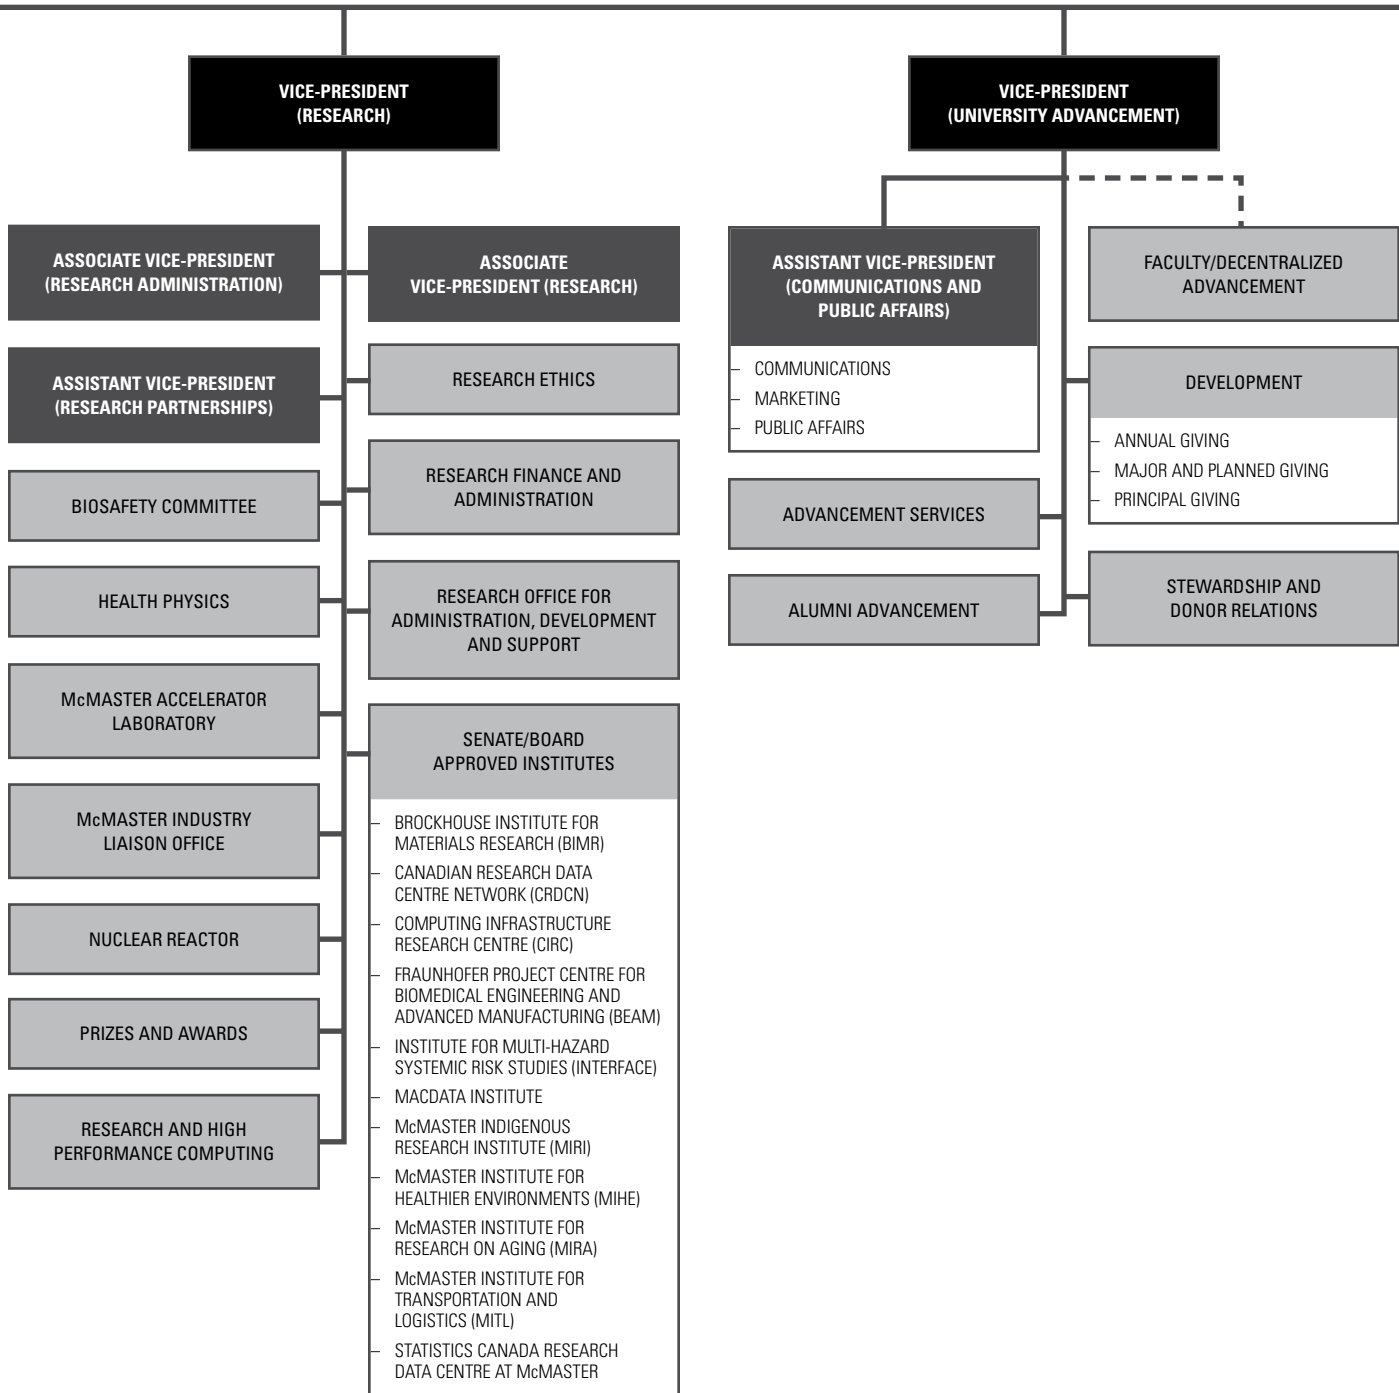 VICE-PRESIDENT
(RESEARCH)
ASSOCIATE VICE-PRESIDENT
(RESEARCH ADMINISTRATION)
ASSOCIATE
VICE-PRESIDENT (RESEARCH)
ASSISTANT VICE-PRESIDENT
(RESEARCH PARTNERSHIPS)
BIOSAFETY COMMITTEE
HEALTH PHYSICS
McMASTER ACCELERATOR
LABORATORY
McMASTER INDUSTRY
LIAISON OFFICE
NUCLEAR REACTOR
PRIZES AND AWARDS
RESEARCH AND HIGH
PERFORMANCE COMPUTING
RESEARCH ETHICS
RESEARCH FINANCE AND
ADMINISTRATION
RESEARCH OFFICE FOR
ADMINISTRATION, DEVELOPMENT
AND SUPPORT
SENATE/BOARD
APPROVED INSTITUTES
– BROCKHOUSE INSTITUTE FOR
MATERIALS RESEARCH (BIMR)
– CANADIAN RESEARCH DATA
CENTRE NETWORK (CRDCN)
– COMPUTING INFRASTRUCTURE
RESEARCH CENTRE (CIRC)
– FRAUNHOFER PROJECT CENTRE FOR
BIOMEDICAL ENGINEERING AND
ADVANCED MANUFACTURING (BEAM)
– INSTITUTE FOR MULTI-HAZARD
SYSTEMIC RISK STUDIES (INTERFACE)
– MACDATA INSTITUTE
– McMASTER INDIGENOUS
RESEARCH INSTITUTE (MIRI)
– McMASTER INSTITUTE FOR
HEALTHIER ENVIRONMENTS (MIHE)
– McMASTER INSTITUTE FOR
RESEARCH ON AGING (MIRA)
– McMASTER INSTITUTE FOR
TRANSPORTATION AND
LOGISTICS (MITL)
– STATISTICS CANADA RESEARCH
DATA CENTRE AT McMASTER
VICE-PRESIDENT
(UNIVERSITY ADVANCEMENT)
ASSISTANT VICE-PRESIDENT
(COMMUNICATIONS AND
PUBLIC AFFAIRS)
– COMMUNICATIONS
– MARKETING
– PUBLIC AFFAIRS
ADVANCEMENT SERVICES
ALUMNI ADVANCEMENT
FACULTY/DECENTRALIZED
ADVANCEMENT
DEVELOPMENT
– ANNUAL GIVING
– MAJOR AND PLANNED GIVING
– PRINCIPAL GIVING
STEWARDSHIP AND
DONOR RELATIONS